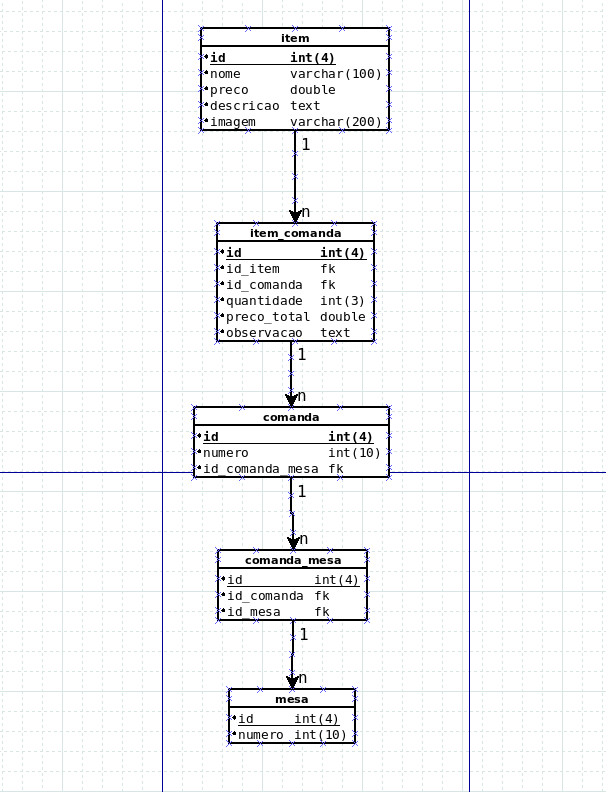 item
id int(4)
nome varchar(100)
preco double
descricao text
imagem varchar(200)
1
n
item_comanda
id int(4)
id_item fk
id_comanda fk
quantidade int(3)
preco_total double
observacao text
1
n
comanda
id int(4)
numero int(10)
id_comanda_mesa fk
1
n
comanda_mesa
id int(4)
id_comanda fk
id_mesa fk
1
n
mesa
id int(4)
numero int(10)